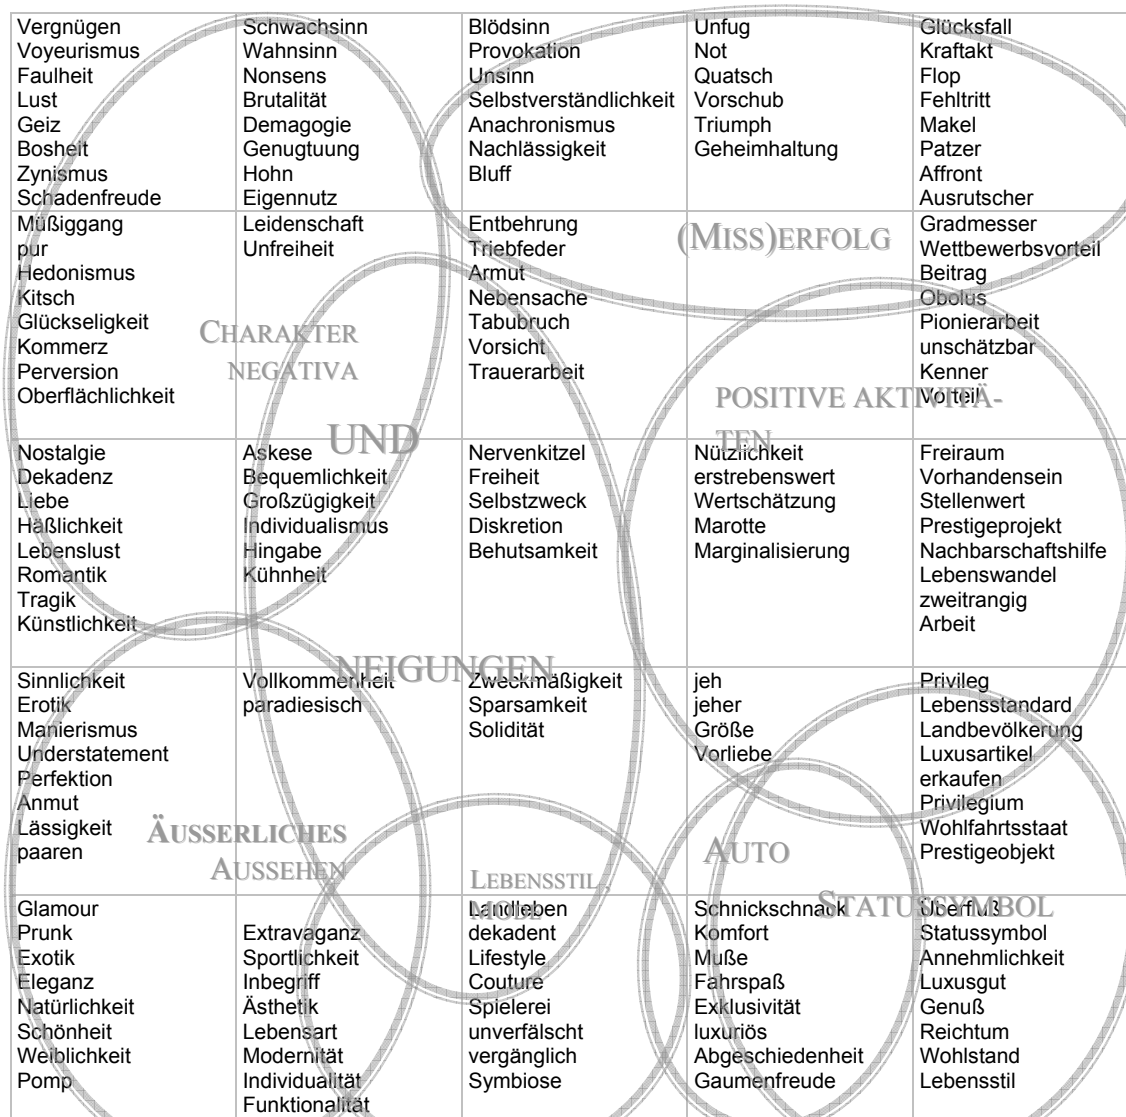 Vergnügen
Voyeurismus
Faulheit
Lust
Geiz
Bosheit
Zynismus
Schadenfreude
Schwachsinn
Wahnsinn
Nonsens
Brutalität
Demagogie
Genugtuung
Hohn
Eigennutz
Blödsinn
Provokation
Unsinn
Selbstverständlichkeit
Anachronismus
Nachlässigkeit
Bluff
Unfug
Not
Quatsch
Vorschub
Triumph
Geheimhaltung
Glücksfall
Kraftakt
Flop
Fehltritt
Makel
Patzer
Affront
Ausrutscher
Müßiggang
pur
Hedonismus
Kitsch
Glückseligkeit
Kommerz
Perversion
Oberflächlichkeit
Leidenschaft
Unfreiheit
CHARAKTER
NEGATIVA
UND
Entbehrung
Triebfeder
Armut
Nebensache
Tabubruch
Vorsicht
Trauerarbeit
(MISS)ERFOLG
POSITIVE AKTIVITÄ-
TEN
Gradmesser
Wettbewerbsvorteil
Beitrag
Obolus
Pionierarbeit
unschätzbar
Kenner
Vorteil
Nostalgie
Dekadenz
Liebe
Häßlichkeit
Lebenslust
Romantik
Tragik
Künstlichkeit
Askese
Bequemlichkeit
Großzügigkeit
Individualismus
Hingabe
Kühnheit
NEIGUNGEN
Nervenkitzel
Freiheit
Selbstzweck
Diskretion
Behutsamkeit
Nützlichkeit
erstrebenswert
Wertschätzung
Marotte
Marginalisierung
Freiraum
Vorhandensein
Stellenwert
Prestigeprojekt
Nachbarschaftshilfe
Lebenswandel
zweitrangig
Arbeit
Sinnlichkeit
Erotik
Manierismus
Understatement
Perfektion
Anmut
Lässigkeit
paaren
Vollkommenheit
paradiesisch
ÄUSSERLICHES
AUSSEHEN
Zweckmäßigkeit
Sparsamkeit
Solidität
LEBENSSTIL,
MODE
jeh
jeher
Größe
Vorliebe
AUTO
Privileg
Lebensstandard
Landbevölkerung
Luxusartikel
erkaufen
Privilegium
Wohlfahrtsstaat
Prestigeobjekt
STATUSSYMBOL
Glamour
Prunk
Exotik
Eleganz
Natürlichkeit
Schönheit
Weiblichkeit
Pomp
Extravaganz
Sportlichkeit
Inbegriff
Ästhetik
Lebensart
Modernität
Individualität
Funktionalität
Landleben
dekadent
Lifestyle
Couture
Spielerei
unverfälscht
vergänglich
Symbiose
Schnickschnack
Komfort
Muße
Fahrspaß
Exklusivität
luxuriös
Abgeschiedenheit
Gaumenfreude
Überfluß
Statussymbol
Annehmlichkeit
Luxusgut
Genuß
Reichtum
Wohlstand
Lebensstil